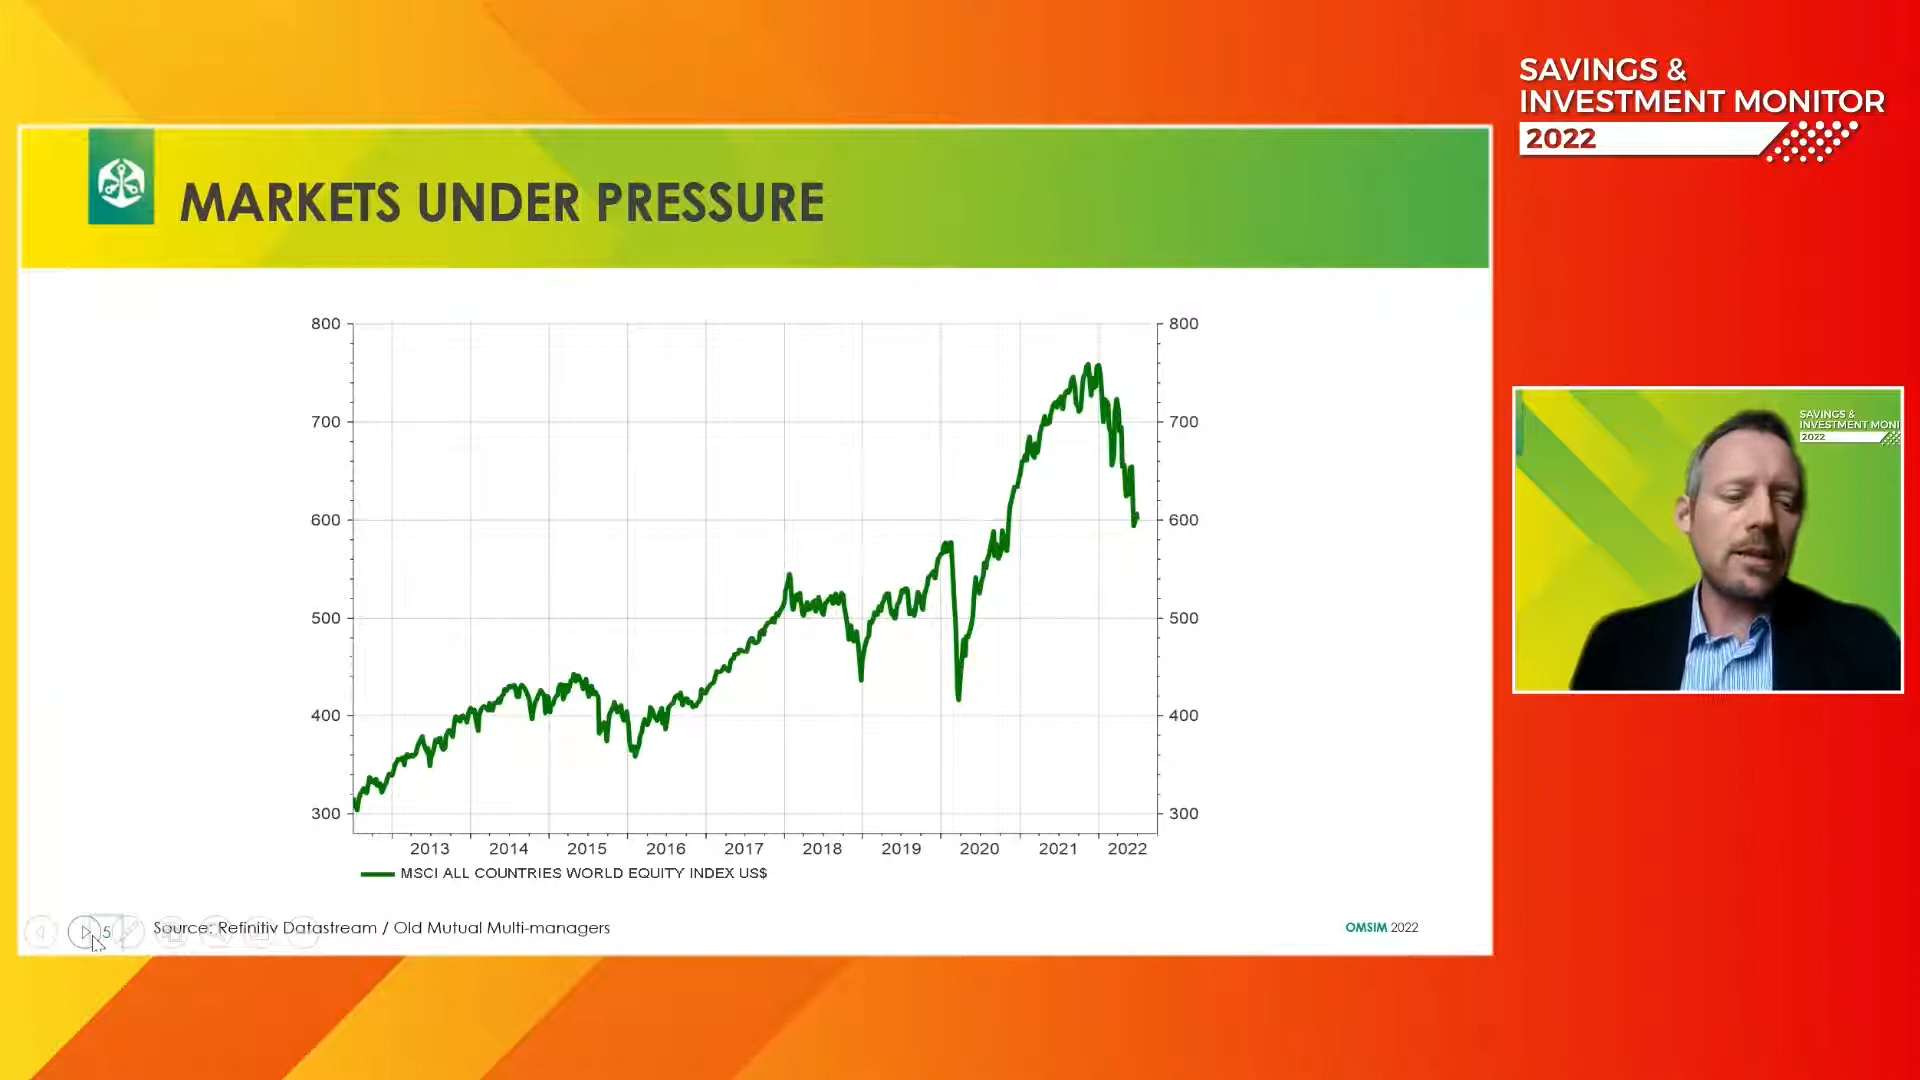 SAVINGS &
INVESTMENT MONITOR
2022
MARKETS UNDER PRESSURE
800
700
600
500
400
300
800
700
600
500
400
300
2013 2014 2015 2016 2017 2018 2019 2020 2021 2022
MSCI ALL COUNTRIES WORLD EQUITY INDEX US$
5
Source: Refinitiv Datastream / Old Mutual Multi-managers
OMSIM 2022
SAVINGS &
INVESTMENT MONI
2022